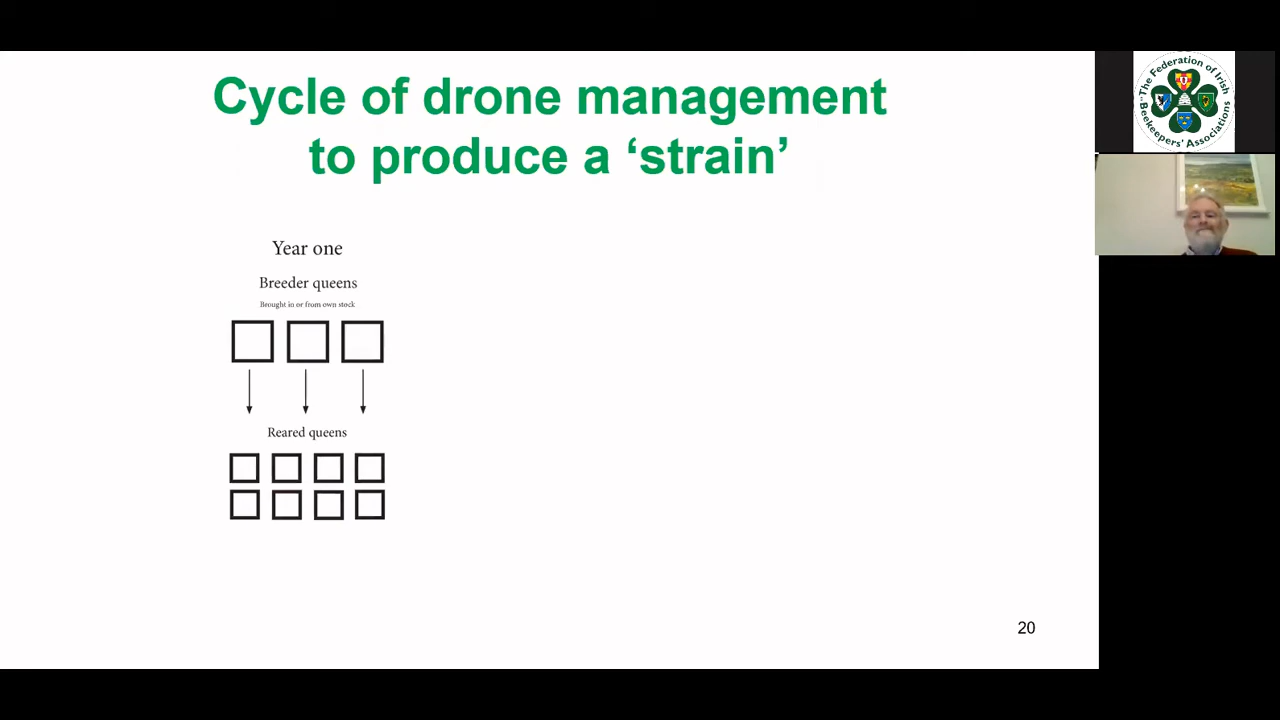 Cycle of drone management
to produce a ‘strain’
Year one
Breeder queens
Brought in or from own stock
Reared queens
20
"The Federation of Irish
Beekeepers' Associations"